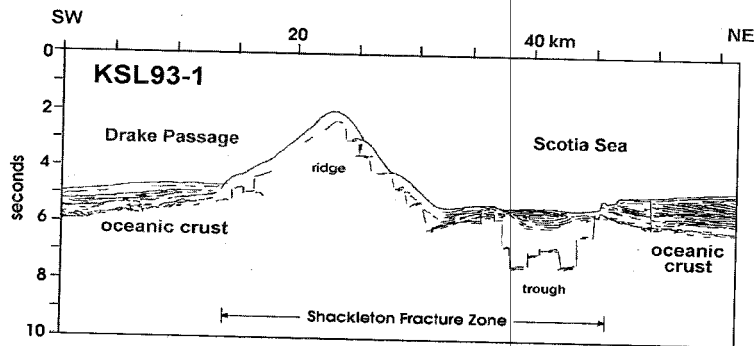 SW
NE
20
40 km
0
KSL93-1
2
Drake Passage
Scotia Sea
4
ridge
seconds
6
oceanic crust
oceanic
crust
8
trough
Shackleton Fracture Zone
10